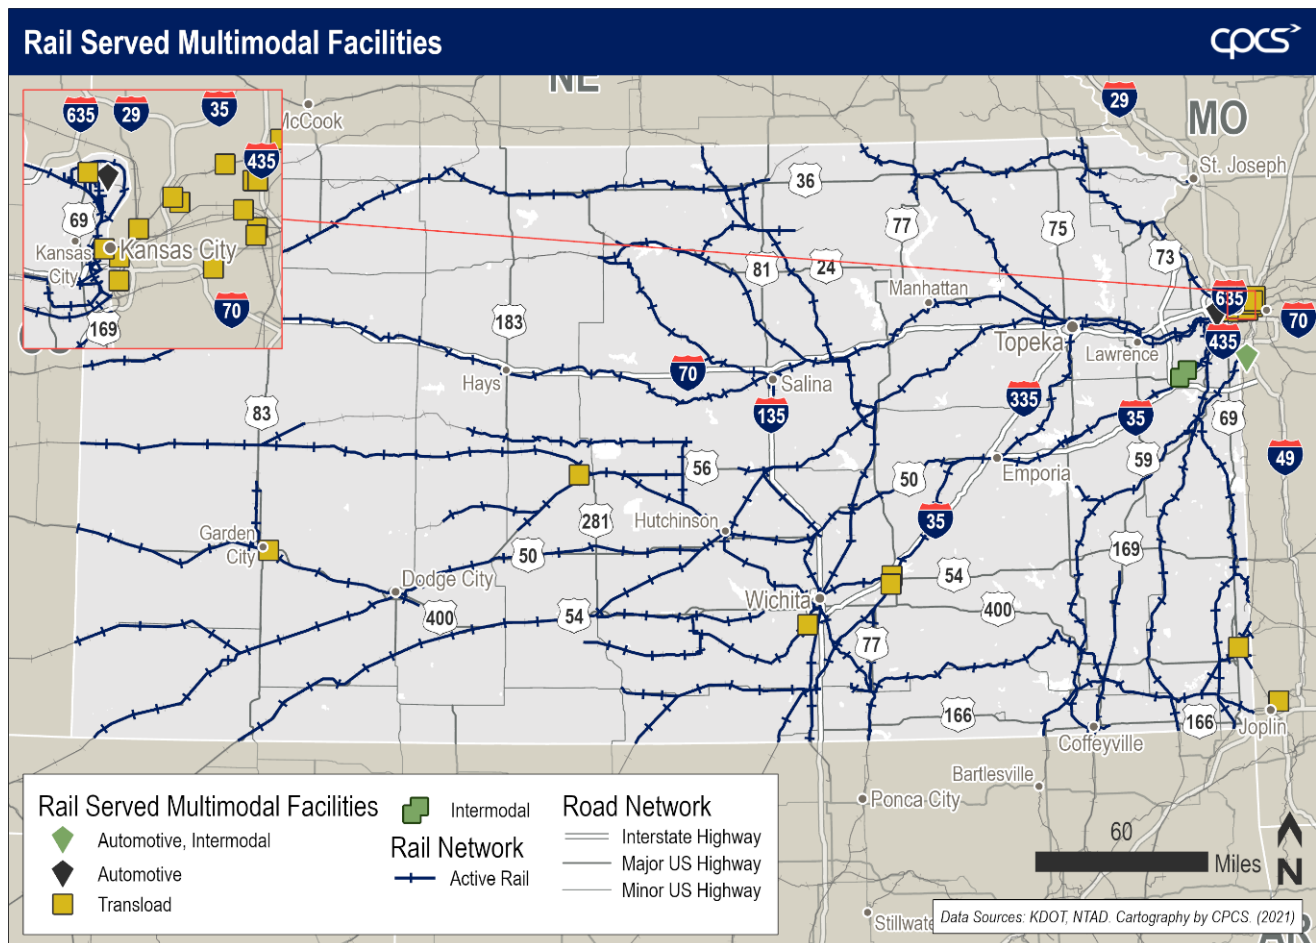 Rail Served Multimodal Facilities
cpcs
NE
635
29
35
McCook
29
MO
435
St. Joseph
36
77
75
69
Kansas City
Kansas City
73
81
24
Manhattan
635
70
183
Topeka
70
169
Lawrence
435
Hays
70
Salina
83
135
335
35
69
56
50
59
49
Emporia
281
Hutchinson
35
Garden City
50
169
Dodge City
54
400
54
Wichita
400
77
166
166
Joplin
Coffeyville
Bartlesville
Ponca City
Rail Served Multimodal Facilities
Automotive, Intermodal
Automotive
Transload
Intermodal
Rail Network
Active Rail
Road Network
Interstate Highway
Major US Highway
Minor US Highway
60
Miles
N
Data Sources: KDOT, NTAD. Cartography by CPCS. (2021)